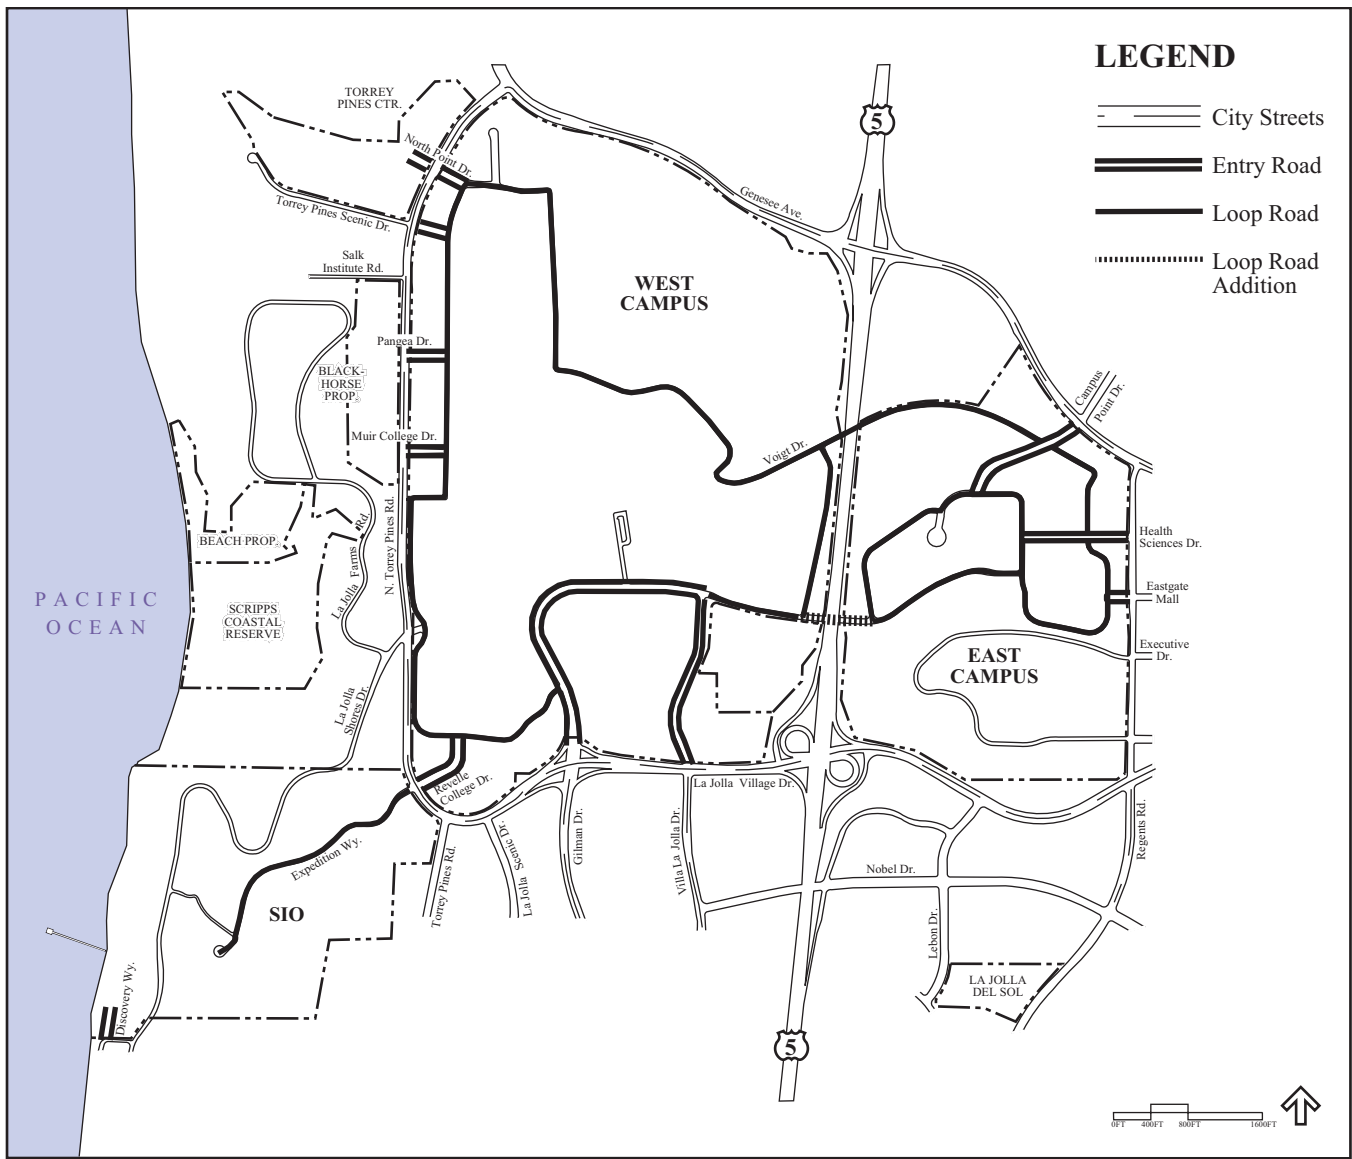 LEGEND
City Streets
Entry Road
Loop Road
Loop Road
Addition
TORREY
PINES CTR.
North Point Dr.
Torrey Pines Scenic Dr.
Genesee Ave.
5
Salk
Institute Rd.
WEST
CAMPUS
Pangea Dr.
BLACK-
HORSE
PROP.
Campus
Point Dr.
Muir College Dr.
Voigt Dr.
N. Torrey Pines Rd.
La Jolla Farms Rd.
BEACH PROP.
Health
Sciences Dr.
Eastgate
Mall
PACIFIC
OCEAN
SCRIPPS
COASTAL
RESERVE
Executive
Dr.
EAST
CAMPUS
La Jolla
Shores Dr.
Revelle
College Dr.
La Jolla Village Dr.
Expedition Wy.
Torrey Pines Rd.
La Jolla Scenic Dr.
Gilman Dr.
Villa La Jolla Dr.
Nobel Dr.
Regents Rd.
SIO
Lebon Dr.
LA JOLLA
DEL SOL
Discovery Wy.
5
0FT 400FT 800FT 1600FT